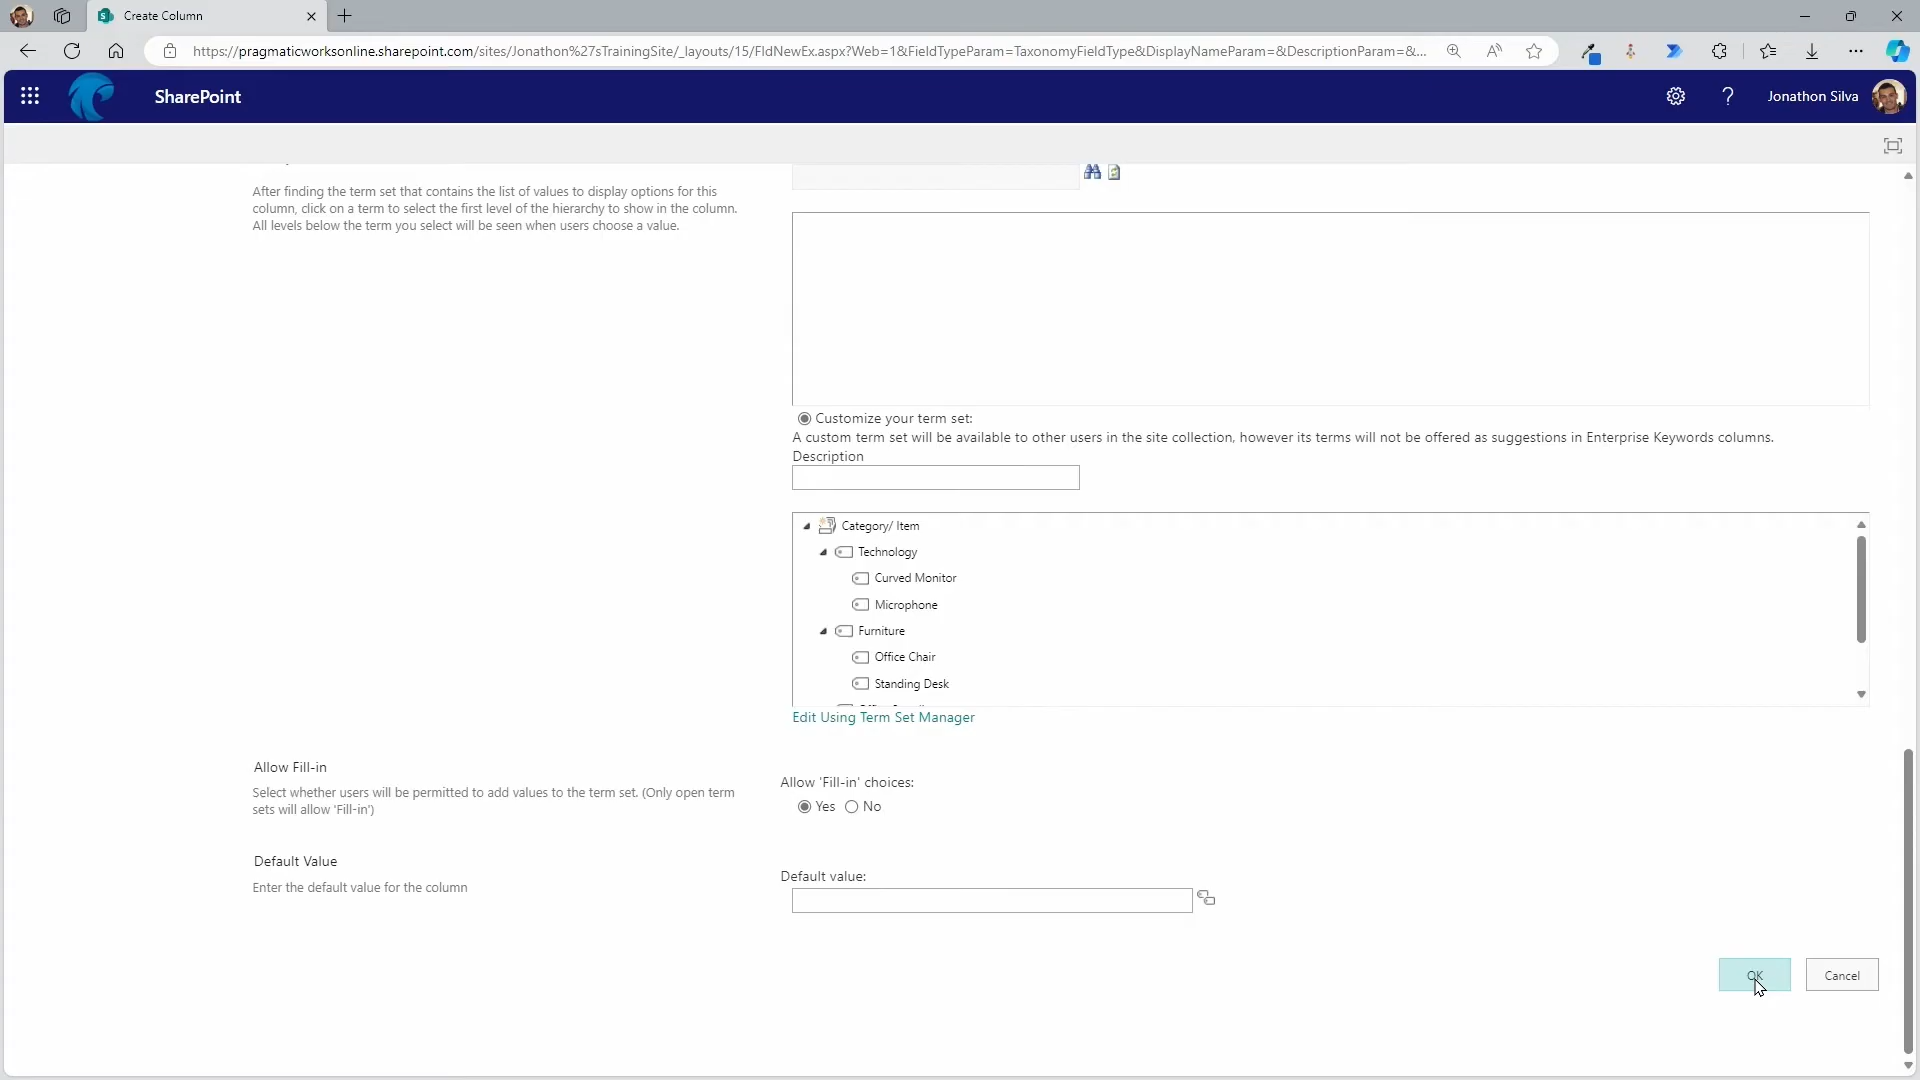 Create Column
https://pragmaticworksonline.sharepoint.com/sites/Jonathon%27sTrainingSite/_layouts/15/FldNewEx.aspx?Web=1&FieldTypeParam=TaxonomyFieldType&DisplayNameParam=&DescriptionParam=&...
SharePoint
Jonathon Silva
After finding the term set that contains the list of values to display options for this
column, click on a term to select the first level of the hierarchy to show in the column.
All levels below the term you select will be seen when users choose a value.
Customize your term set:
A custom term set will be available to other users in the site collection, however its terms will not be offered as suggestions in Enterprise Keywords columns.
Description
Category/ Item
Technology
Curved Monitor
Microphone
Furniture
Office Chair
Standing Desk
Edit Using Term Set Manager
Allow Fill-in
Select whether users will be permitted to add values to the term set. (Only open term
sets will allow 'Fill-in')
Allow 'Fill-in' choices:
Yes No
Default Value
Enter the default value for the column
Default value:
OK
Cancel